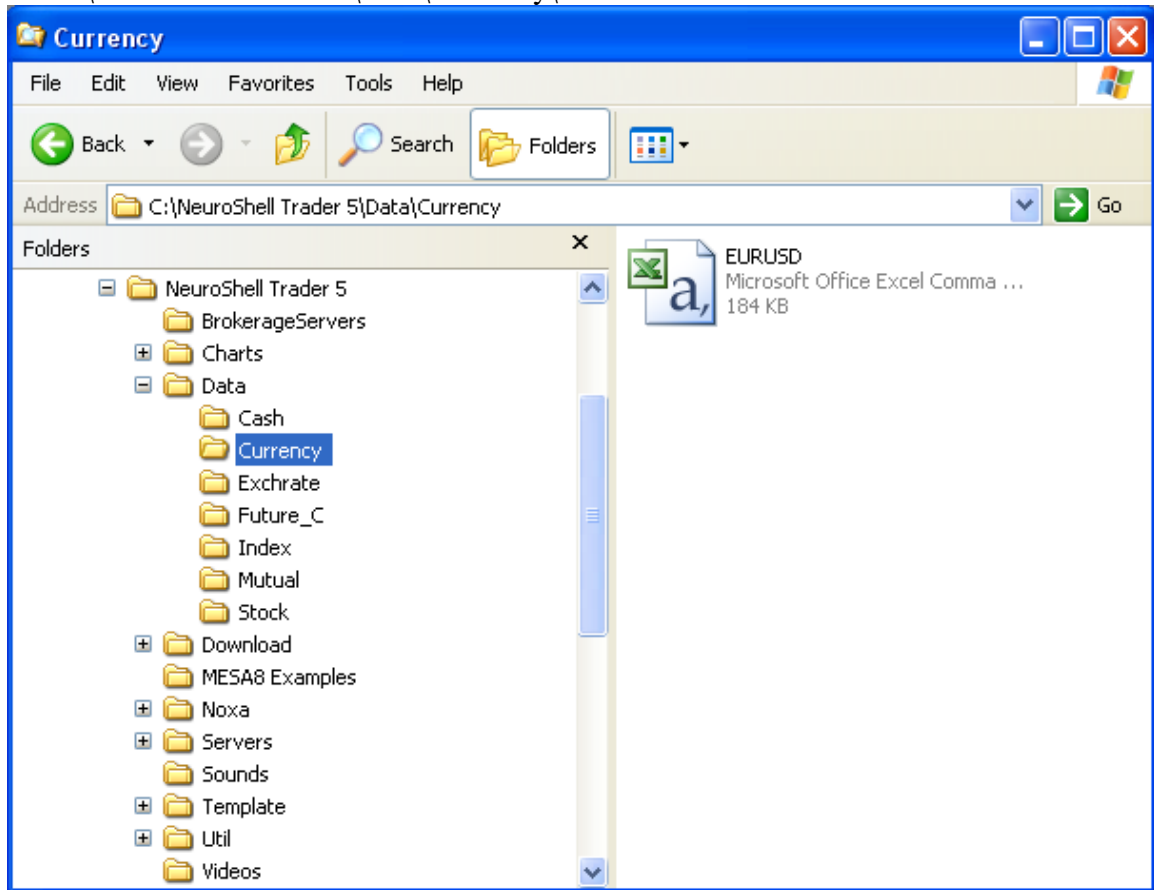 Currency
File Edit View Favorites Tools Help
Back Search Folders
Address C:\NeuroShell Trader 5\Data\Currency Go
Folders
NeuroShell Trader 5
BrokerageServers
Charts
Data
Cash
Currency
Exchrate
Future_C
Index
Mutual
Stock
Download
MESA8 Examples
Noxa
Servers
Sounds
Template
Util
Videos
EURUSD
Microsoft Office Excel Comma ...
184 KB